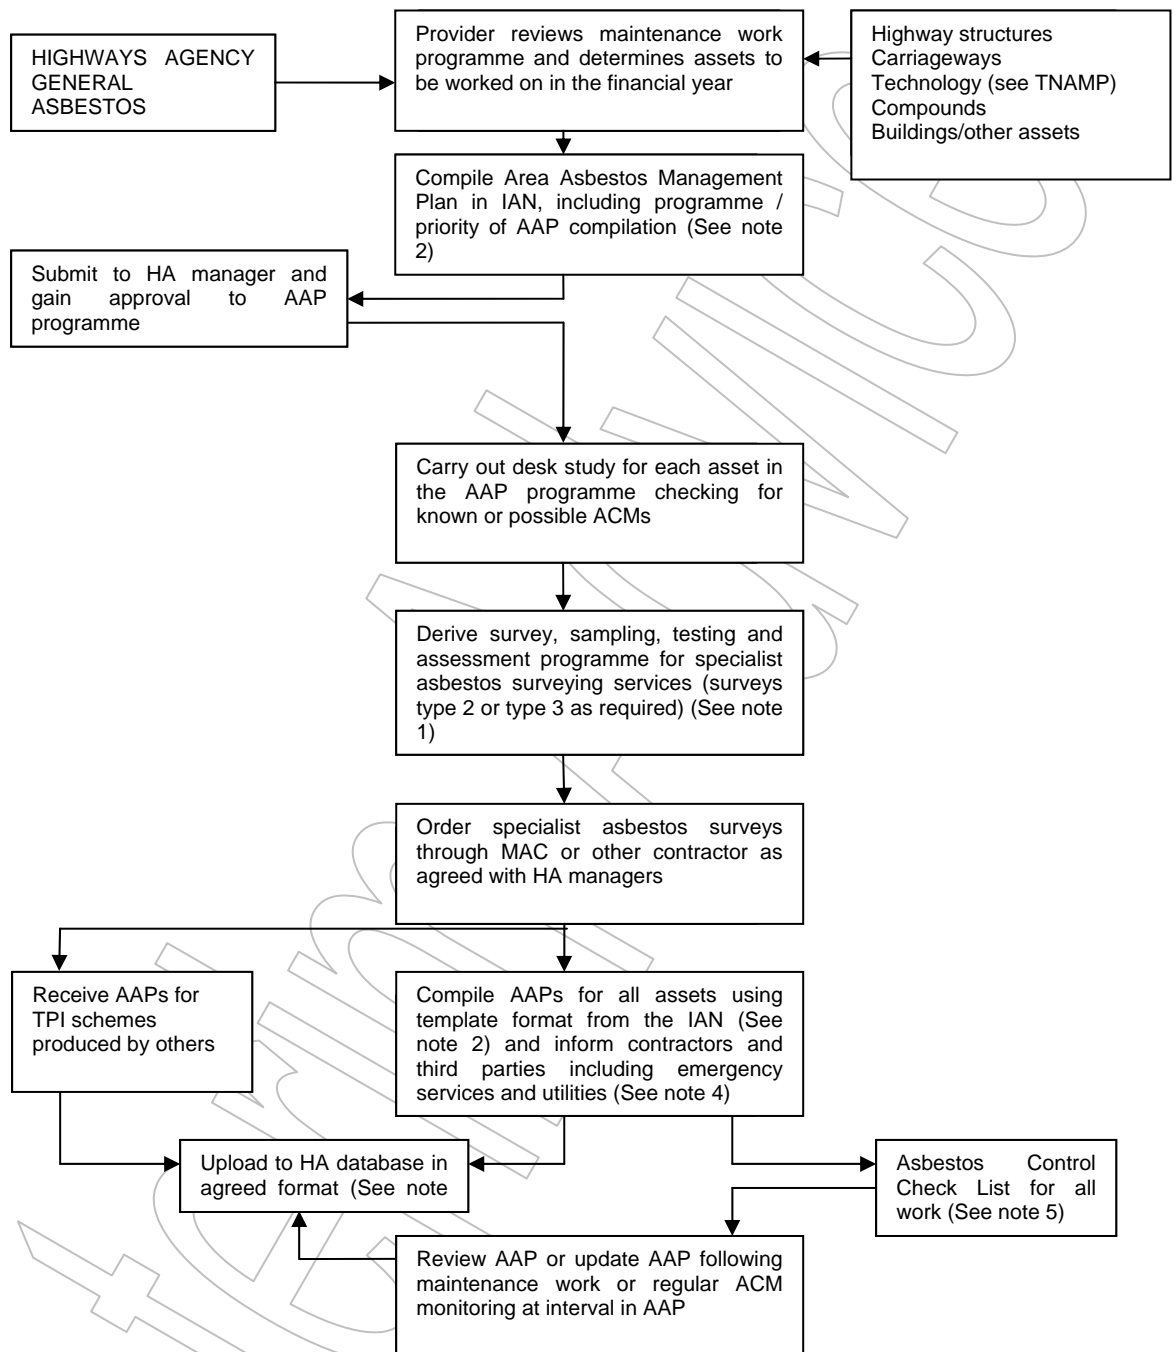 HIGHWAYS AGENCY
GENERAL
ASBESTOS
Provider reviews maintenance work
programme and determines assets to
be worked on in the financial year
Highway structures
Carriageways
Technology (see TNAMP)
Compounds
Buildings/other assets
Compile Area Asbestos Management
Plan in IAN, including programme /
priority of AAP compilation (See note
2)
Submit to HA manager and
gain approval to AAP
programme
Carry out desk study for each asset in
the AAP programme checking for
known or possible ACMs
Derive survey, sampling, testing and
assessment programme for specialist
asbestos surveying services (surveys
type 2 or type 3 as required) (See note
1)
Order specialist asbestos surveys
through MAC or other contractor as
agreed with HA managers
Receive AAPs for
TPI schemes
produced by others
Compile AAPs for all assets using
template format from the IAN (See
note 2) and inform contractors and
third parties including emergency
services and utilities (See note 4)
Upload to HA database in
agreed format (See note
Asbestos Control
Check List for all
work (See note 5)
Review AAP or update AAP following
maintenance work or regular ACM
monitoring at interval in AAP